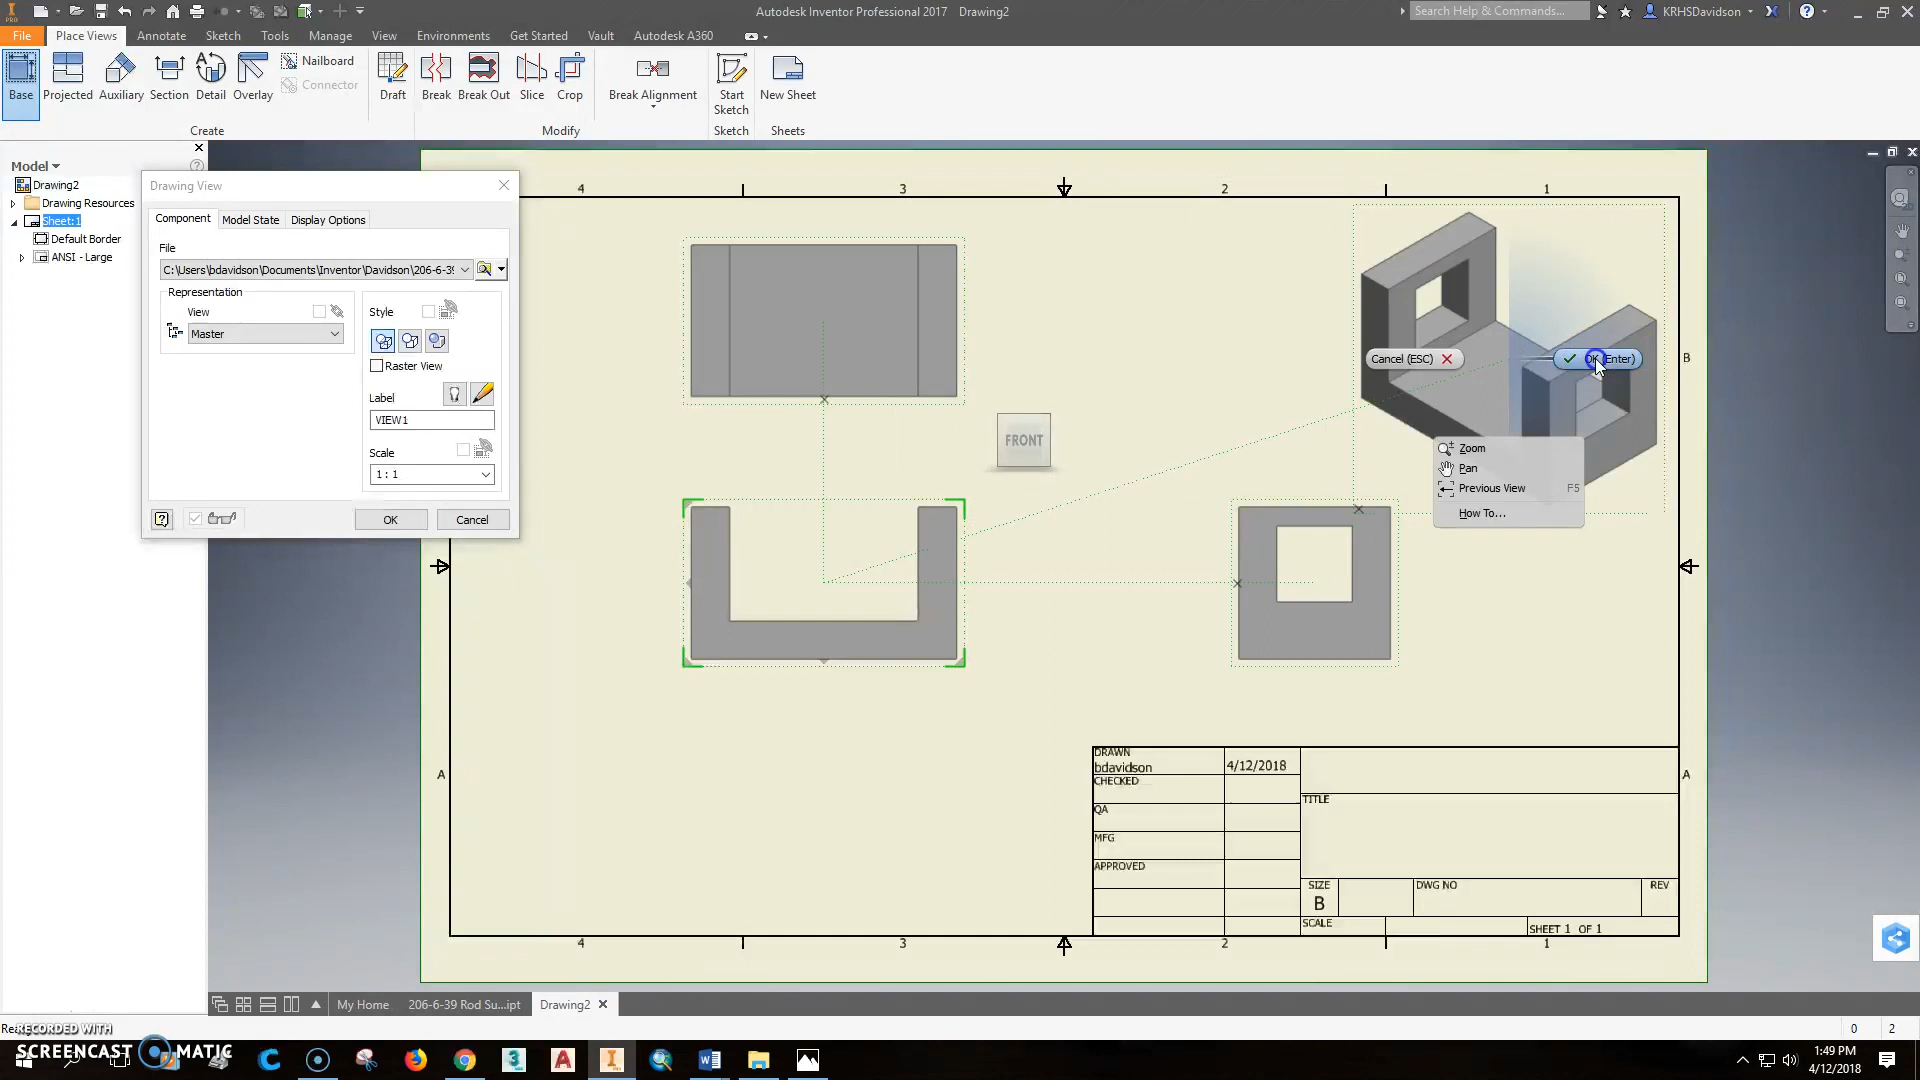 Autodesk Inventor Professional 2017 Drawing2
Search Help & Commands...
KRHSDavidson
PRO
File Place Views Annotate Sketch Tools Manage View Environments Get Started Vault Autodesk A360
Base Projected Auxiliary Section Detail Overlay
Nailboard
Connector
Draft Break Break Out Slice Crop
Break Alignment
Start Sketch
New Sheet
Create Modify Sketch Sheets
Model
Drawing2
Drawing Resources
Sheet:1
Default Border
ANSI - Large
Drawing View
Component Model State Display Options
File
C:\Users\bdavidson\Documents\Inventor\Davidson\206-6-39
Representation
View
Master
Style
Raster View
Label
VIEW1
Scale
1 : 1
OK Cancel
4 3 2 1
B
FRONT
Cancel (ESC)
OK (Enter)
Zoom
Pan
Previous View F5
How To...
A A
DRAWN
bdavidson 4/12/2018
CHECKED
QA
MFG
APPROVED
TITLE
SIZE
B
DWG NO
REV
SCALE
SHEET 1 OF 1
4 3 2 1
My Home 206-6-39 Rod Su...ipt Drawing2
0 2
RECORDED WITH
SCREENCAST MATIC
1:49 PM
4/12/2018